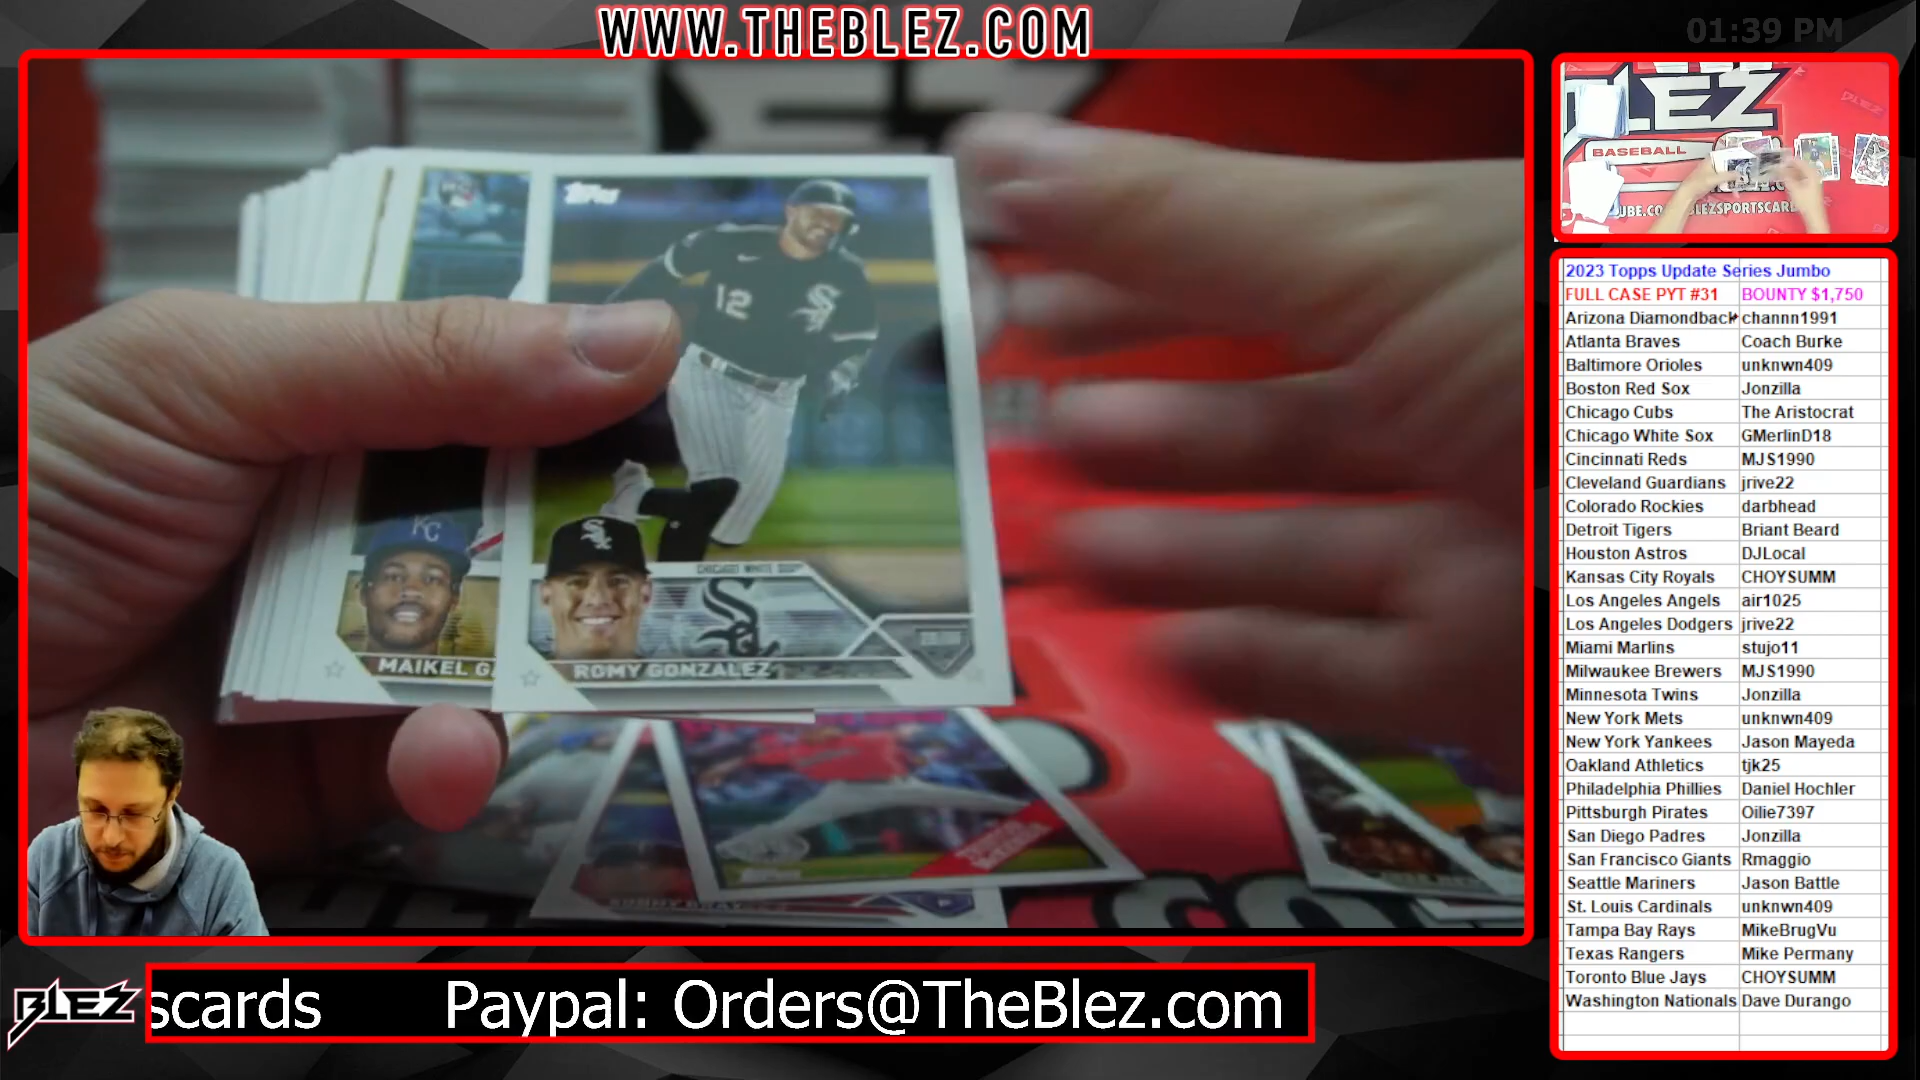 WWW.THEBLEZ.COM
01:39 PM
Topps
12
CHICAGO WHITE SOX
KC
MAIKEL G
ROMY GONZALEZ
SONNY GRAY
BLEZ
BASEBALL
2023 Topps Update Series Jumbo
FULL CASE PYT #31 BOUNTY $1,750
Arizona Diamondback channn1991
Atlanta Braves Coach Burke
Baltimore Orioles unknwn409
Boston Red Sox Jonzilla
Chicago Cubs The Aristocrat
Chicago White Sox GMerlinD18
Cincinnati Reds MJS1990
Cleveland Guardians jrive22
Colorado Rockies darbhead
Detroit Tigers Briant Beard
Houston Astros DJLocal
Kansas City Royals CHOYSUMM
Los Angeles Angels air1025
Los Angeles Dodgers jrive22
Miami Marlins stujo11
Milwaukee Brewers MJS1990
Minnesota Twins Jonzilla
New York Mets unknwn409
New York Yankees Jason Mayeda
Oakland Athletics tjk25
Philadelphia Phillies Daniel Hochler
Pittsburgh Pirates Oilie7397
San Diego Padres Jonzilla
San Francisco Giants Rmaggio
Seattle Mariners Jason Battle
St. Louis Cardinals unknwn409
Tampa Bay Rays MikeBrugVu
Texas Rangers Mike Permany
Toronto Blue Jays CHOYSUMM
Washington Nationals Dave Durango
BLEZ
scards Paypal: Orders@TheBlez.com